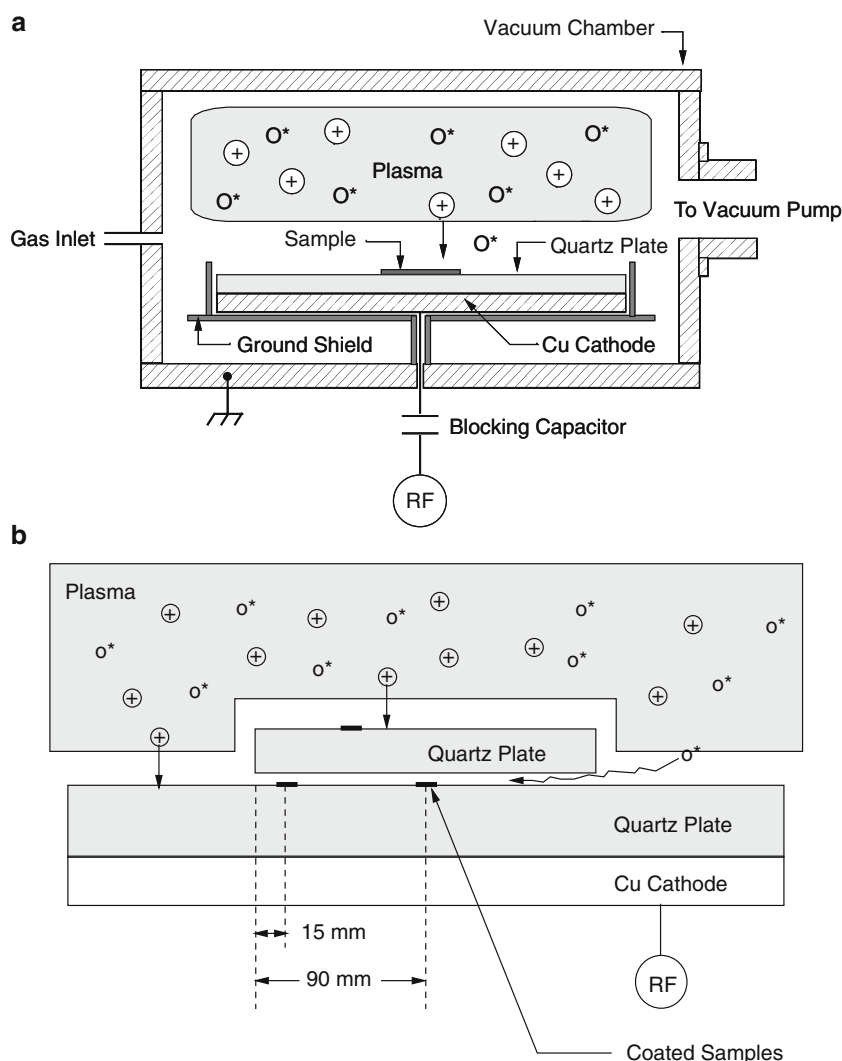 a
Vacuum Chamber
O* + O* + O*
+ Plasma +
O* + O* O* +
+
To Vacuum Pump
Gas Inlet
Sample O* Quartz Plate
Ground Shield Cu Cathode
Blocking Capacitor
RF
b
Plasma
+ o* + o* + o* + o*
o* + o* + + + o*
+ o* + o*
+ o*
Quartz Plate
Quartz Plate
Cu Cathode
15 mm
90 mm
RF
Coated Samples